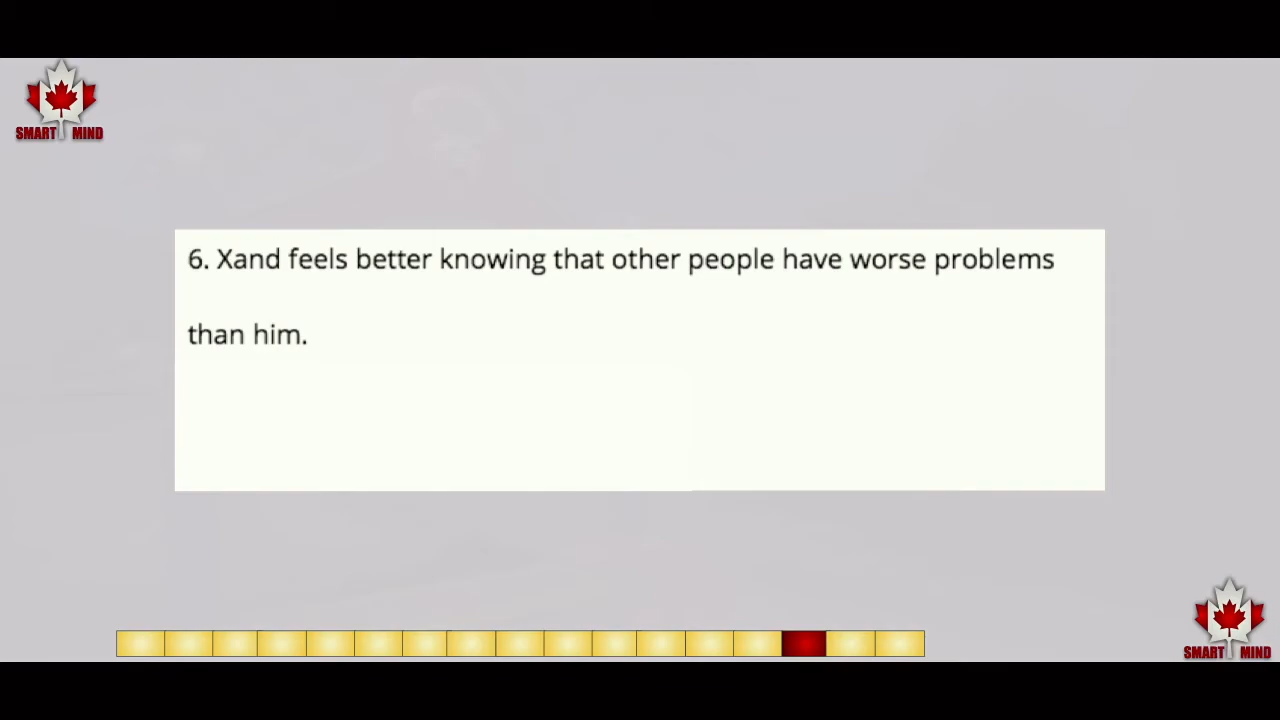 SMART MIND
6. Xand feels better knowing that other people have worse problems
than him.
SMART MIND